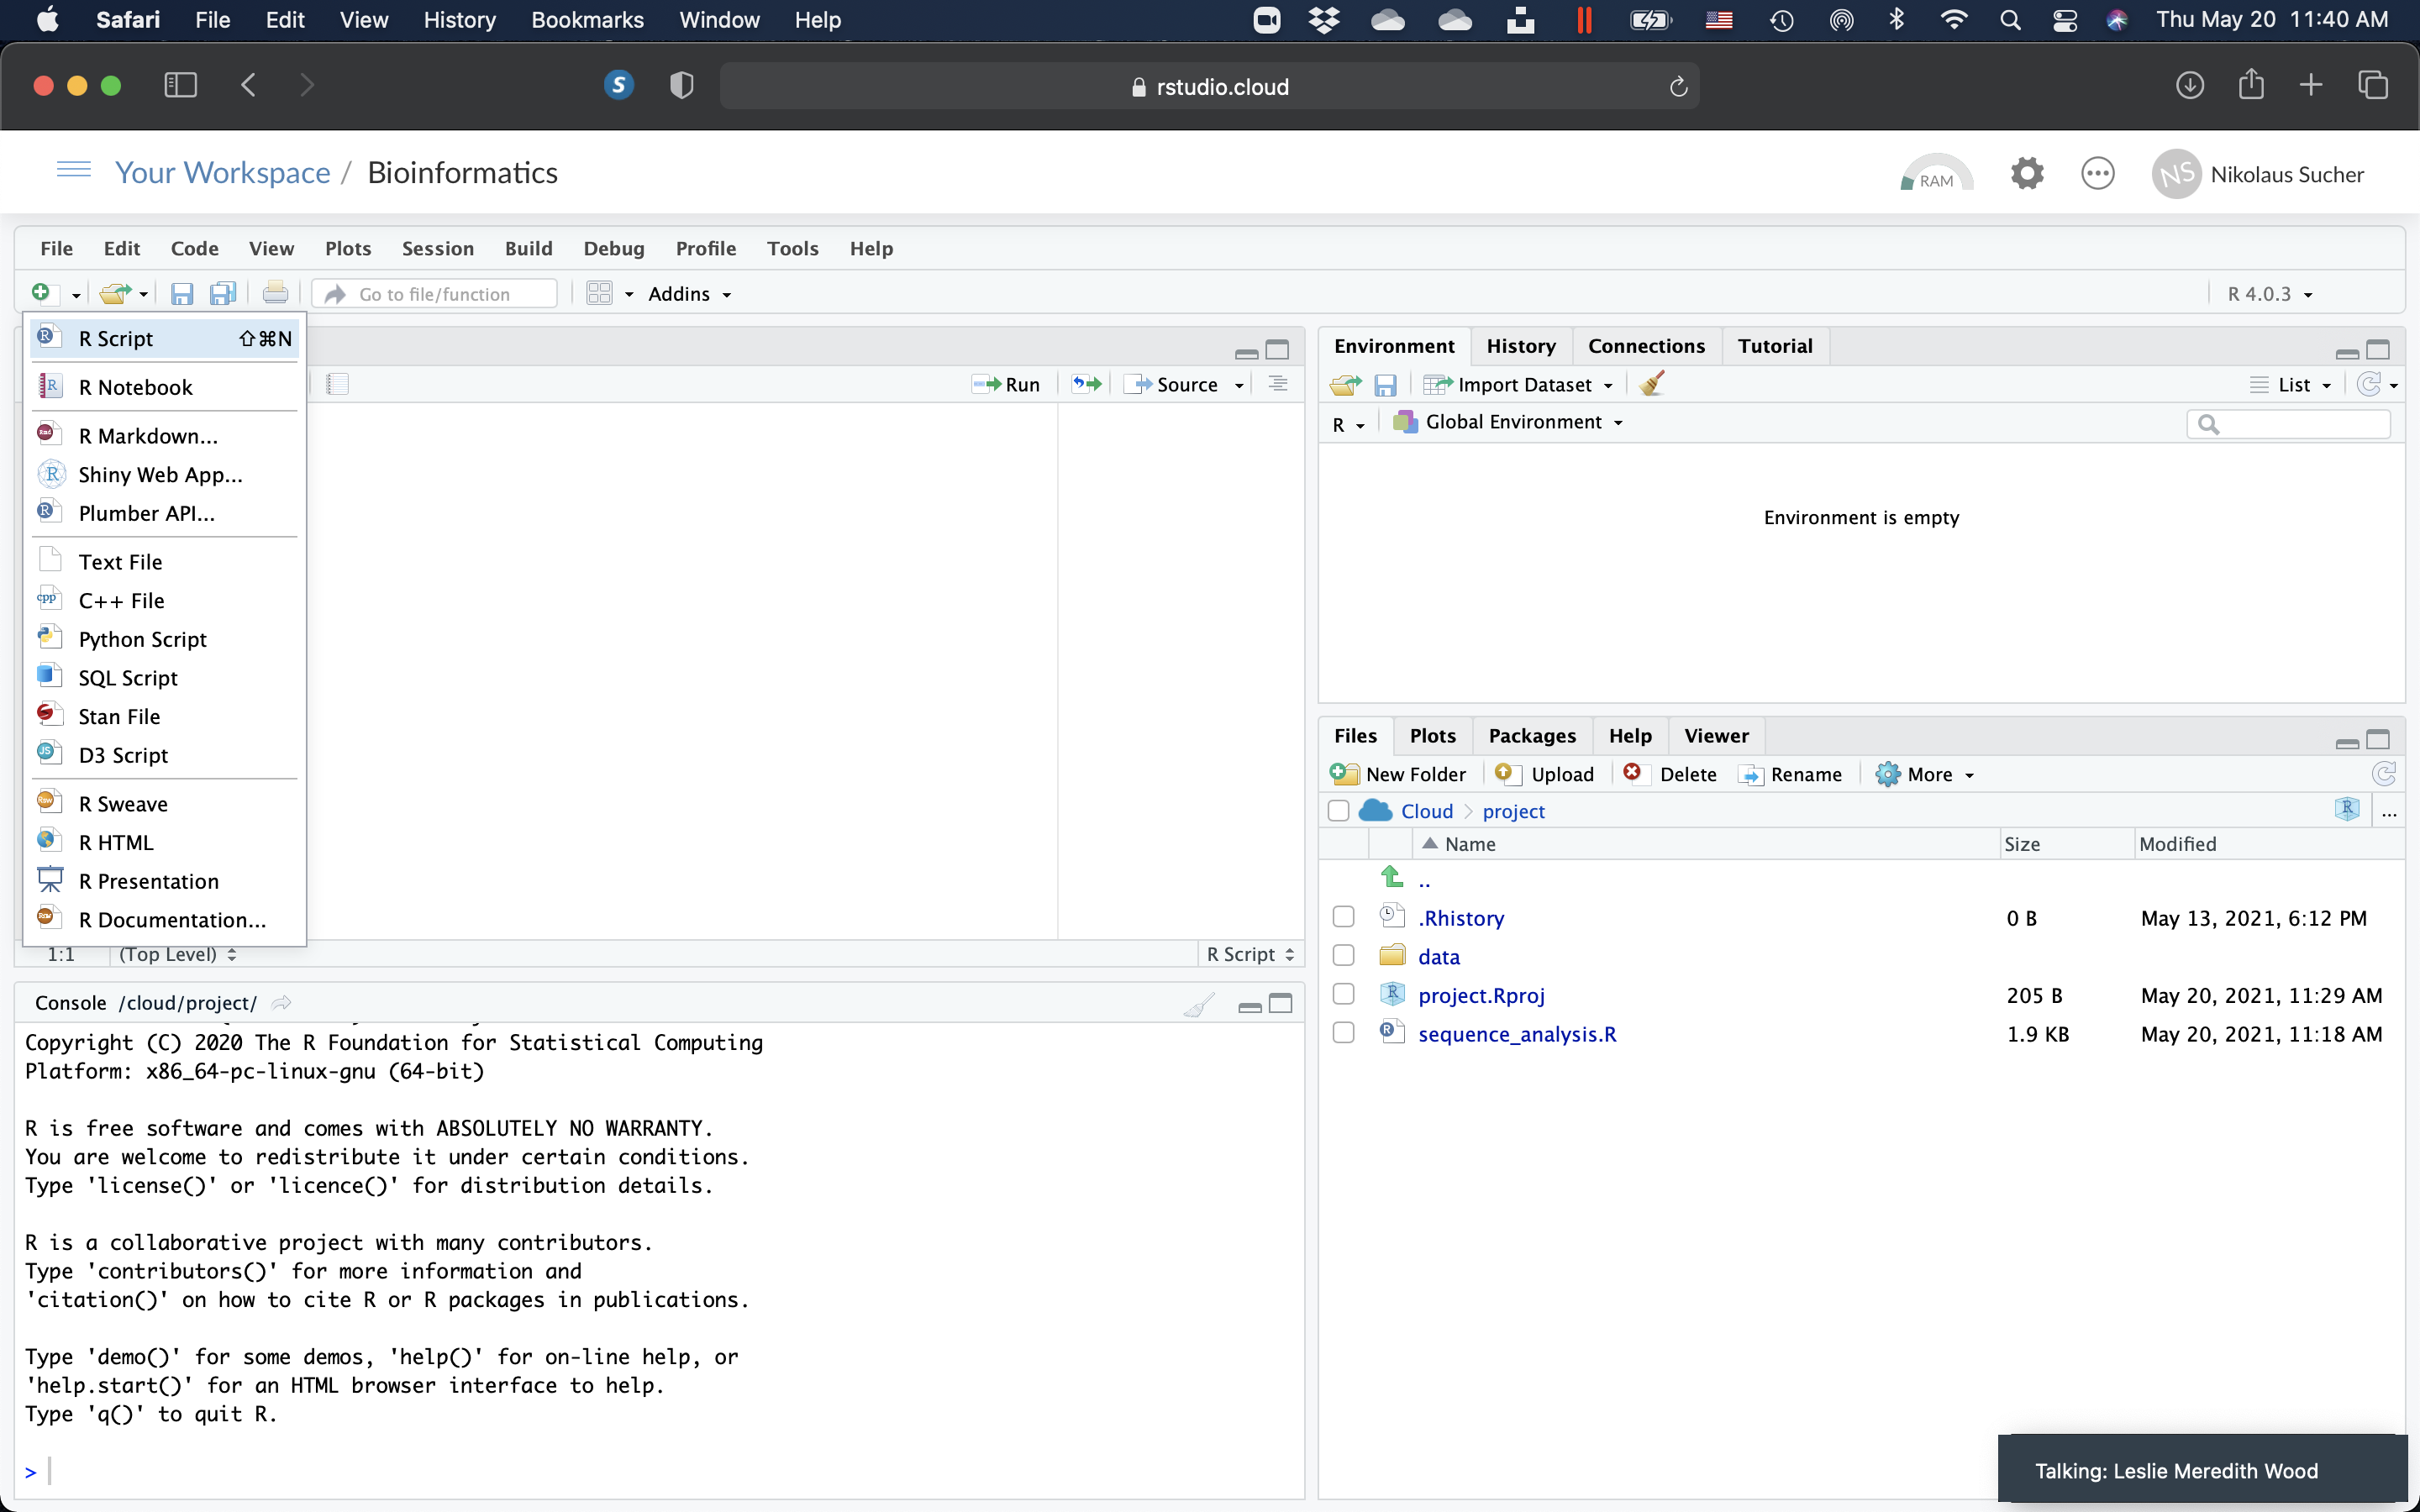 Safari File Edit View History Bookmarks Window Help Thu May 20 11:40 AM
S rstudio.cloud
Your Workspace / Bioinformatics RAM NS Nikolaus Sucher
File Edit Code View Plots Session Build Debug Profile Tools Help
Go to file/function Addins R 4.0.3
R Script ⇧⌘N
R Notebook
R Markdown...
Shiny Web App...
Plumber API...
Text File
C++ File
Python Script
SQL Script
Stan File
D3 Script
R Sweave
R HTML
R Presentation
R Documentation...
Run Source
1:1 (Top Level) R Script
Console /cloud/project/
Copyright (C) 2020 The R Foundation for Statistical Computing
Platform: x86_64-pc-linux-gnu (64-bit)
R is free software and comes with ABSOLUTELY NO WARRANTY.
You are welcome to redistribute it under certain conditions.
Type 'license()' or 'licence()' for distribution details.
R is a collaborative project with many contributors.
Type 'contributors()' for more information and
'citation()' on how to cite R or R packages in publications.
Type 'demo()' for some demos, 'help()' for on-line help, or
'help.start()' for an HTML browser interface to help.
Type 'q()' to quit R.
>
Environment History Connections Tutorial
Import Dataset List
R Global Environment
Environment is empty
Files Plots Packages Help Viewer
New Folder Upload Delete Rename More
Cloud > project ...
Name Size Modified
..
.Rhistory 0 B May 13, 2021, 6:12 PM
data
project.Rproj 205 B May 20, 2021, 11:29 AM
sequence_analysis.R 1.9 KB May 20, 2021, 11:18 AM
Talking: Leslie Meredith Wood